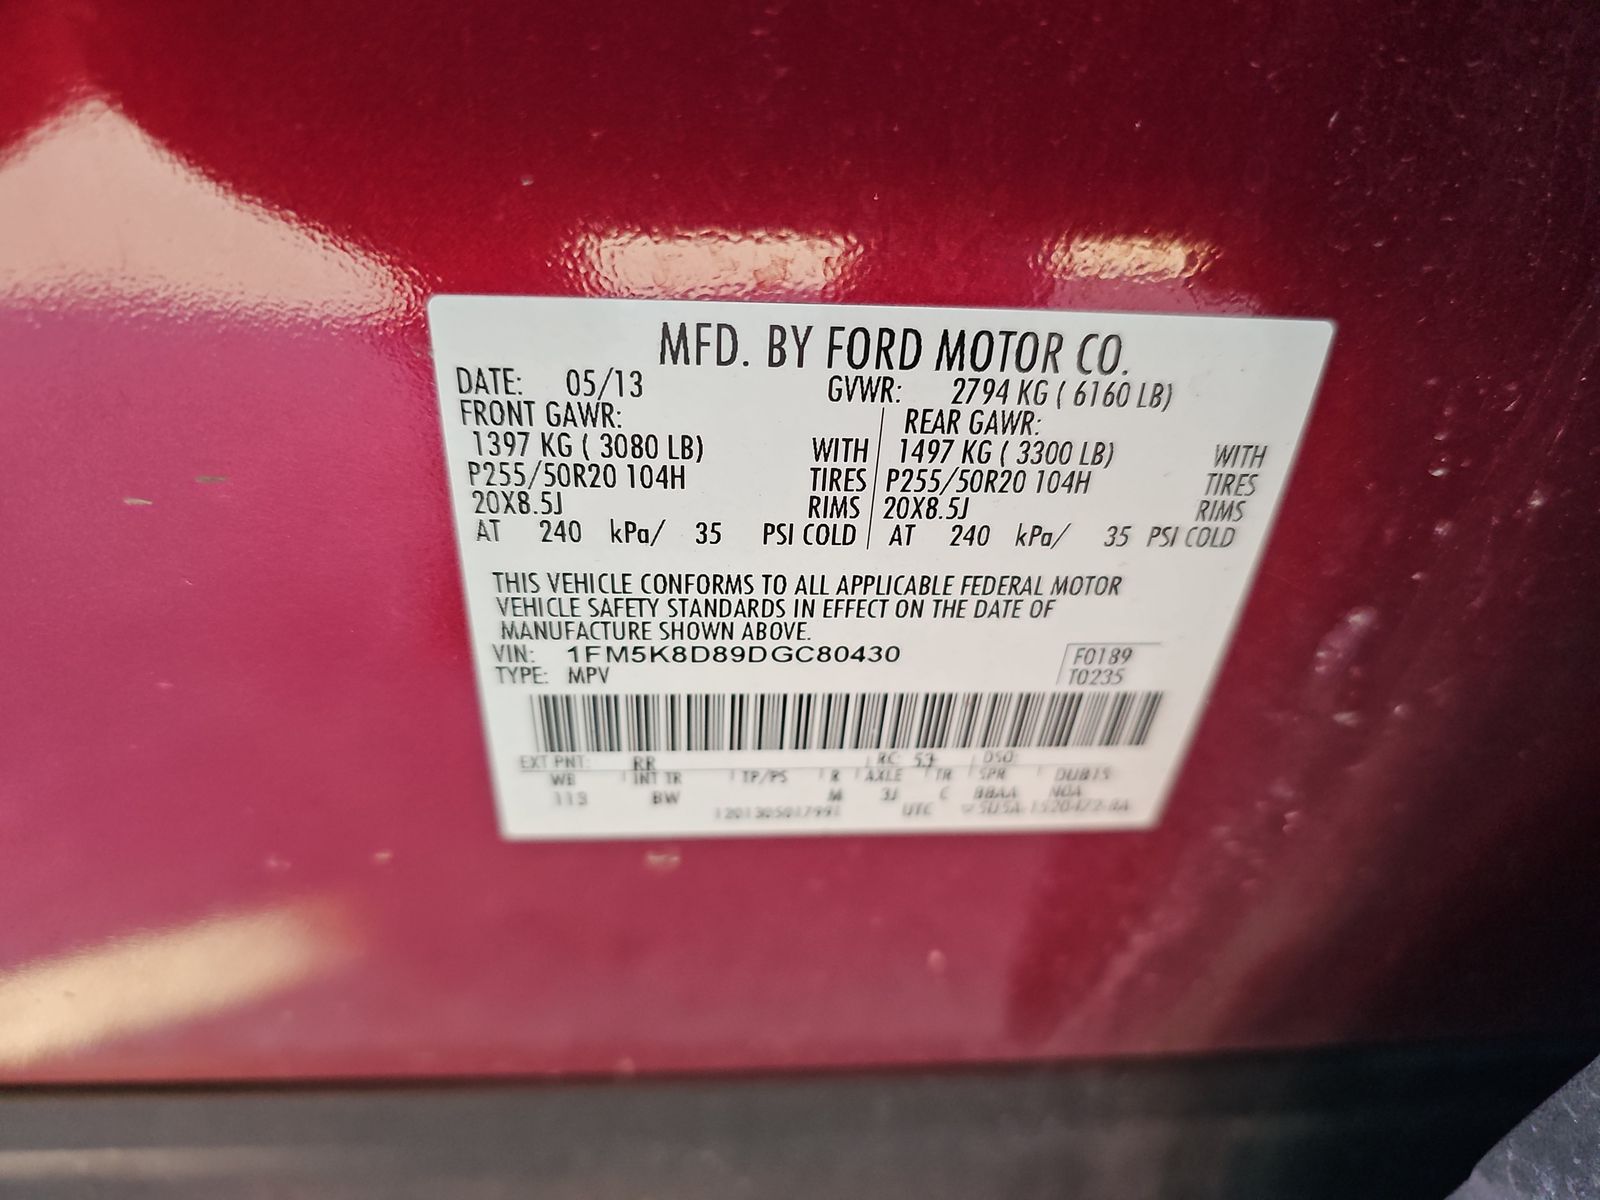 MFD. BY FORD MOTOR CO.
DATE: 05/13 GVWR: 2794 KG ( 6160 LB)
FRONT GAWR: REAR GAWR:
1397 KG ( 3080 LB) WITH 1497 KG ( 3300 LB) WITH
P255/50R20 104H TIRES P255/50R20 104H TIRES
20X8.5J RIMS 20X8.5J RIMS
AT 240 kPa/ 35 PSI COLD AT 240 kPa/ 35 PSI COLD
THIS VEHICLE CONFORMS TO ALL APPLICABLE FEDERAL MOTOR
VEHICLE SAFETY STANDARDS IN EFFECT ON THE DATE OF
MANUFACTURE SHOWN ABOVE.
VIN: 1FM5K8D89DGC80430 F0189
TYPE: MPV T0235
EXT PNT: RR RC: 53 DSO:
WB INT TR TP/PS R AXLE TR SPR
113 BW M 3J C BBAA
UTC